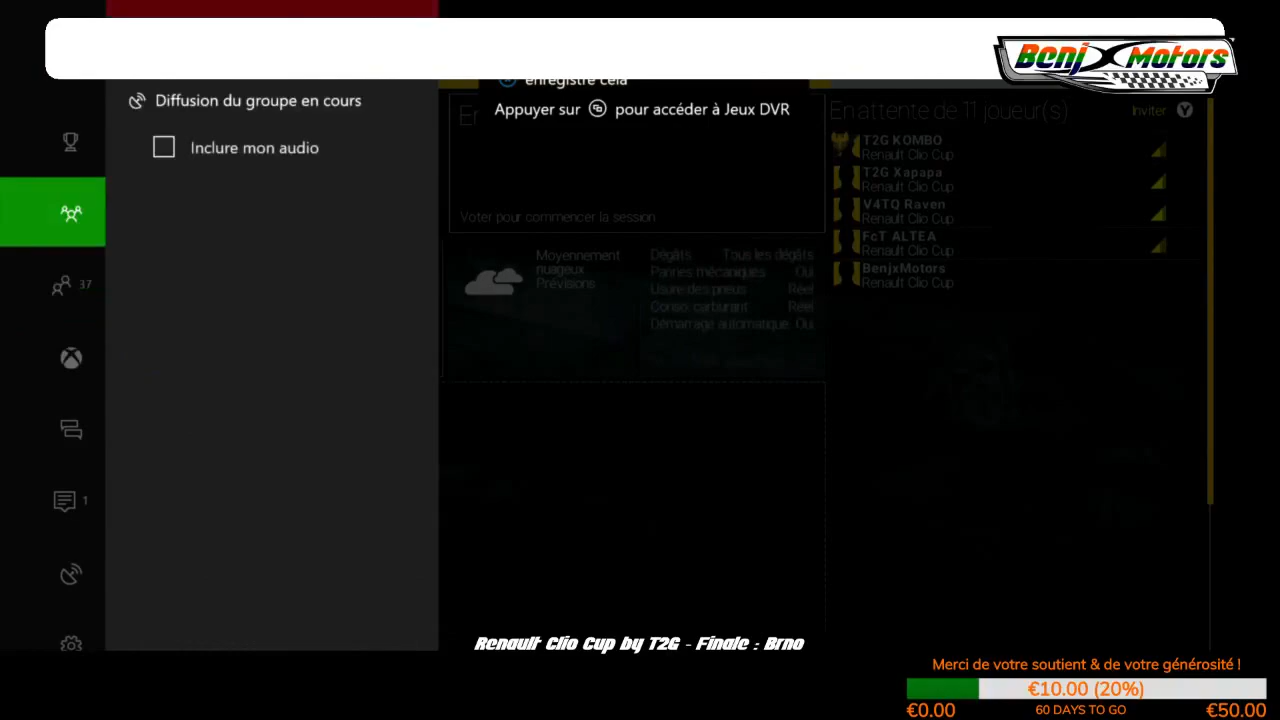 BenjX Motors
enregistre cela
Appuyer sur pour accéder à Jeux DVR
Diffusion du groupe en cours
Inclure mon audio
37
1
Voter pour commencer la session
Moyennement
nuageux
Prévisions
Dégâts Tous les dégâts
Pannes mécaniques Oui
Usure des pneus Réel
Conso. carburant Réel
Démarrage automatique Oui
En attente de 11 joueur(s)
Inviter Y
T2G KOMBO
Renault Clio Cup
T2G Xapapa
Renault Clio Cup
V4TQ Raven
Renault Clio Cup
FcT ALTEA
Renault Clio Cup
BenjxMotors
Renault Clio Cup
Renault Clio Cup by T2G - Finale : Brno
Merci de votre soutient & de votre générosité !
€10.00 (20%)
€0.00 60 DAYS TO GO €50.00